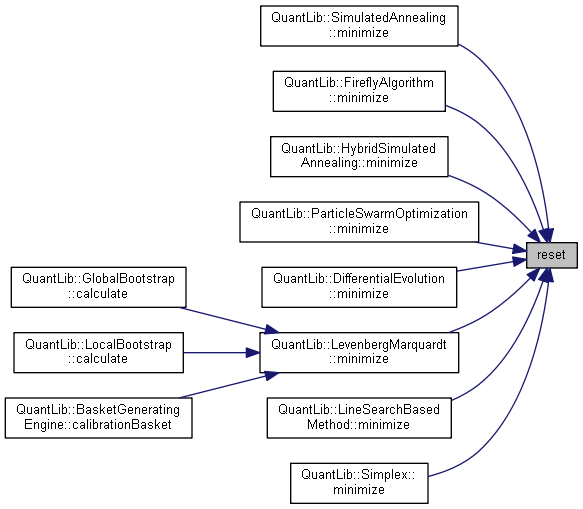 QuantLib::SimulatedAnnealing
::minimize
QuantLib::FireflyAlgorithm
::minimize
QuantLib::HybridSimulated
Annealing::minimize
QuantLib::ParticleSwarmOptimization
::minimize
reset
QuantLib::DifferentialEvolution
::minimize
QuantLib::GlobalBootstrap
::calculate
QuantLib::LocalBootstrap
::calculate
QuantLib::LevenbergMarquardt
::minimize
QuantLib::BasketGenerating
Engine::calibrationBasket
QuantLib::LineSearchBased
Method::minimize
QuantLib::Simplex::
minimize